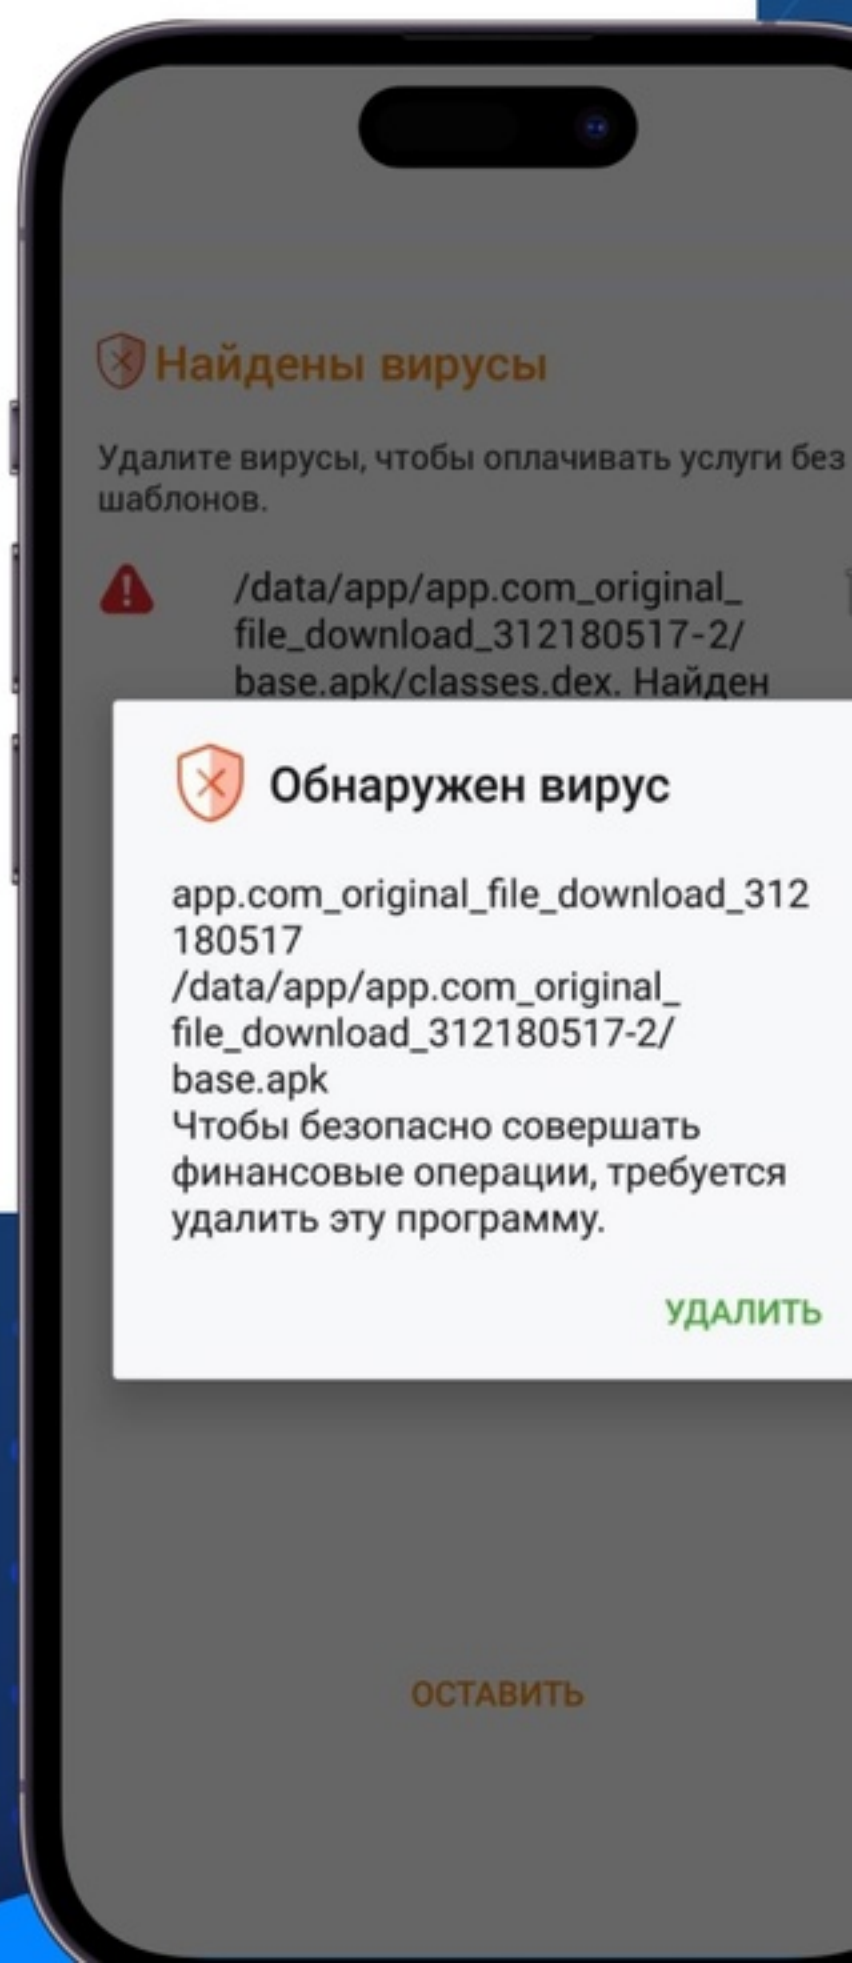 Найдены вирусы
Удалите вирусы, чтобы оплачивать услуги без
шаблонов.
/data/app/app.com_original_
file_download_312180517-2/
base.apk/classes.dex. Найден
Обнаружен вирус
app.com_original_file_download_312
180517
/data/app/app.com_original_
file_download_312180517-2/
base.apk
Чтобы безопасно совершать
финансовые операции, требуется
удалить эту программу.
УДАЛИТЬ
ОСТАВИТЬ